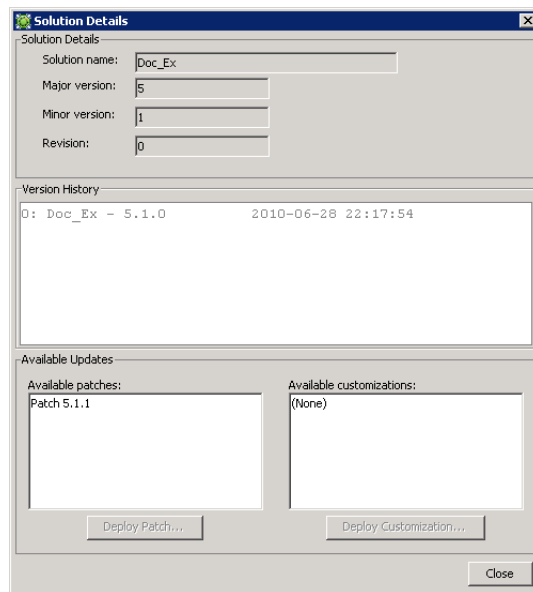 Solution Details
Solution Details
Solution name: Doc_Ex
Major version: 5
Minor version: 1
Revision: 0
Version History
0: Doc_Ex - 5.1.0 2010-06-28 22:17:54
Available Updates
Available patches: Available customizations:
Patch 5.1.1 (None)
Deploy Patch... Deploy Customization...
Close